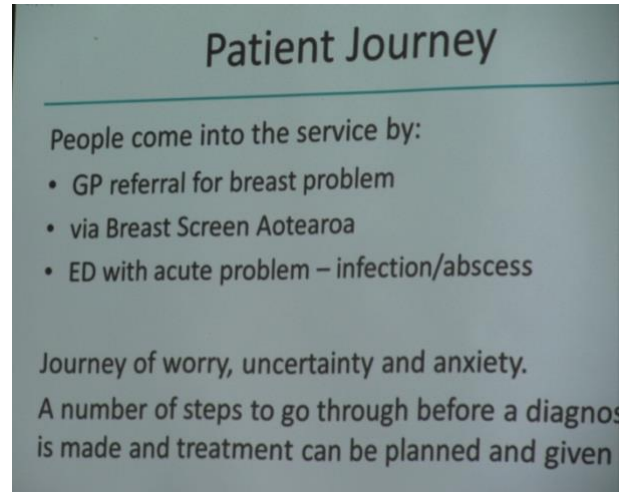 Patient Journey
People come into the service by:
• GP referral for breast problem
• via Breast Screen Aotearoa
• ED with acute problem – infection/abscess
Journey of worry, uncertainty and anxiety.
A number of steps to go through before a diagnos
is made and treatment can be planned and given